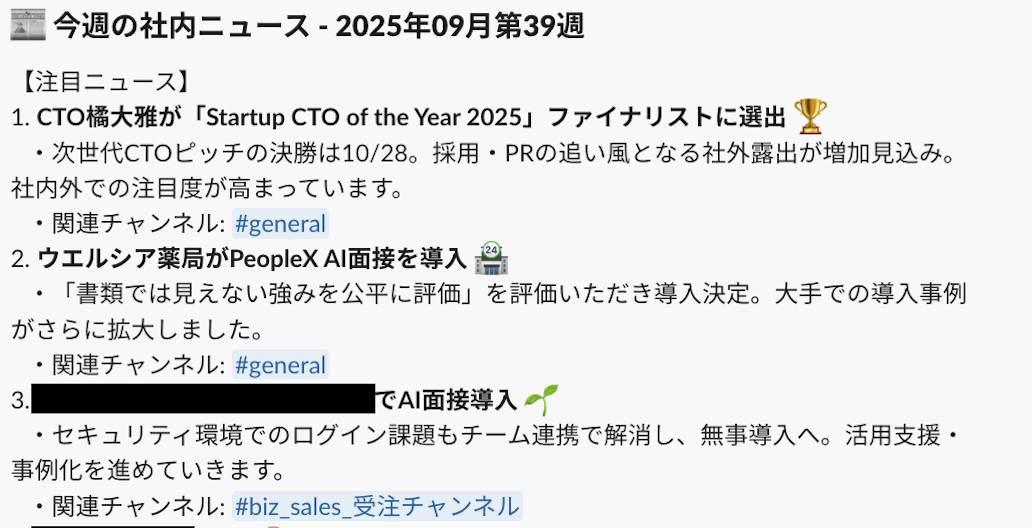 今週の社内ニュース - 2025年09月第39週
【注目ニュース】
1. CTO橘大雅が「Startup CTO of the Year 2025」ファイナリストに選出
・次世代CTOピッチの決勝は10/28。採用・PRの追い風となる社外露出が増加見込み。
社内外での注目度が高まっています。
・関連チャンネル: #general
2. ウエルシア薬局がPeopleX AI面接を導入
24
・「書類では見えない強みを公平に評価」を評価いただき導入決定。大手での導入事例
がさらに拡大しました。
・関連チャンネル: #general
3.
でAI面接導入
・セキュリティ環境でのログイン課題もチーム連携で解消し、無事導入へ。活用支援・
事例化を進めていきます。
・関連チャンネル: #biz_sales_受注チャンネル